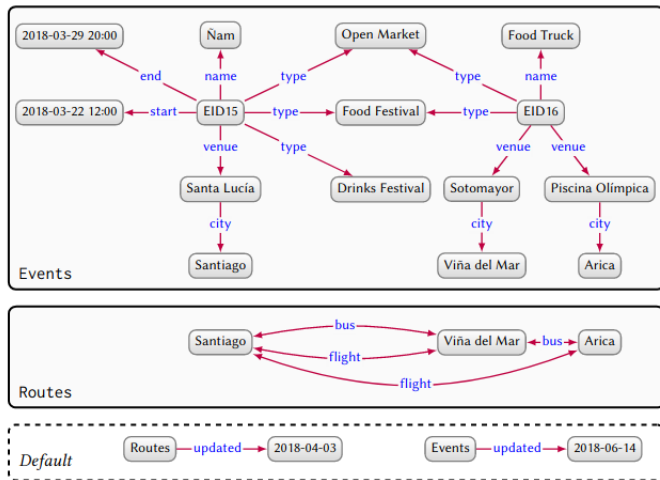 2018-03-29 20:00 Ñam Open Market Food Truck
end name type type name
2018-03-22 12:00 start EID15 type Food Festival type EID16
venue type venue venue
Santa Lucía Drinks Festival Sotomayor Piscina Olímpica
city city city
Events Santiago Viña del Mar Arica
bus
Santiago Viña del Mar bus Arica
flight
flight
Routes
Routes updated 2018-04-03 Events updated 2018-06-14
Default